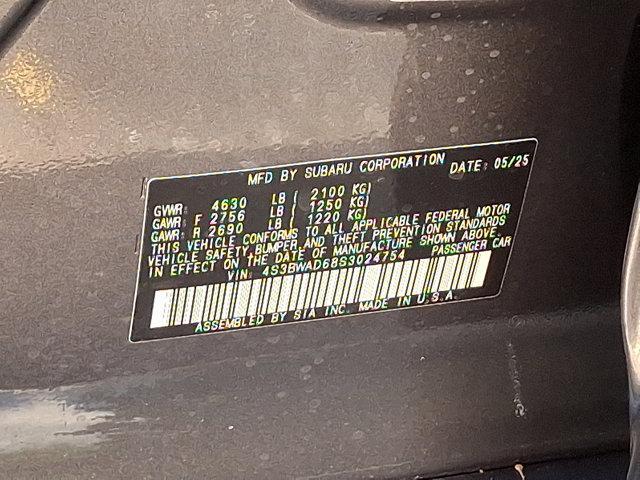 MFD BY SUBARU CORPORATION DATE: 05/25
GVWR: 4630 LB ( 2100 KG)
GAWR: F 2756 LB ( 1250 KG)
GAWR: R 2690 LB ( 1220 KG)
THIS VEHICLE CONFORMS TO ALL APPLICABLE FEDERAL MOTOR
VEHICLE SAFETY, BUMPER, AND THEFT PREVENTION STANDARDS
IN EFFECT ON THE DATE OF MANUFACTURE SHOWN ABOVE.
VIN: 4S3BWAD68S3024754 PASSENGER CAR
ASSEMBLED BY SIA INC. MADE IN U.S.A.